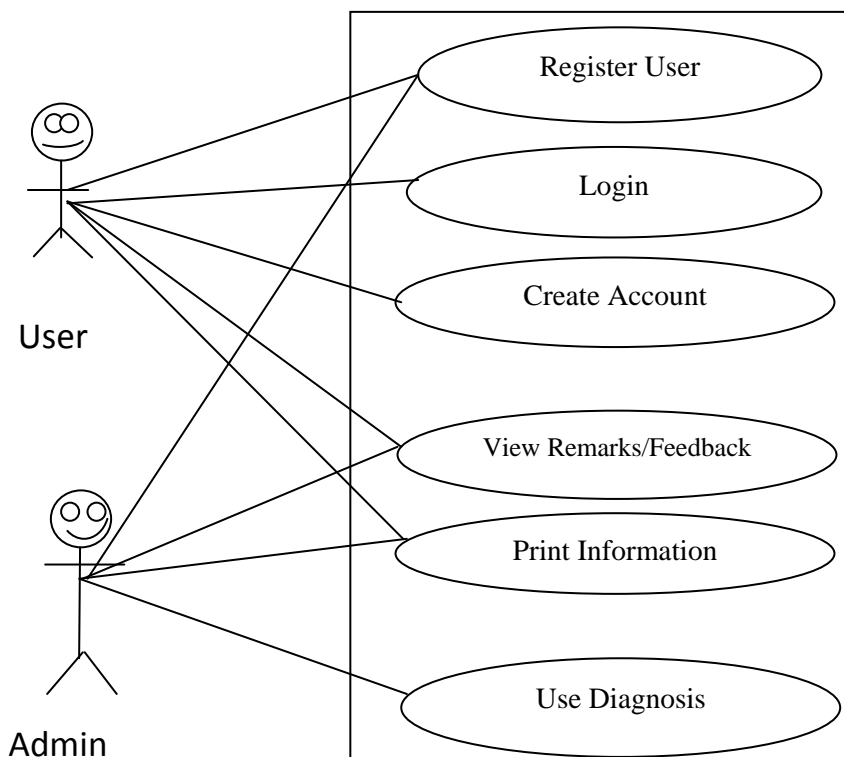 Register User
Login
Create Account
User
View Remarks/Feedback
Print Information
Use Diagnosis
Admin